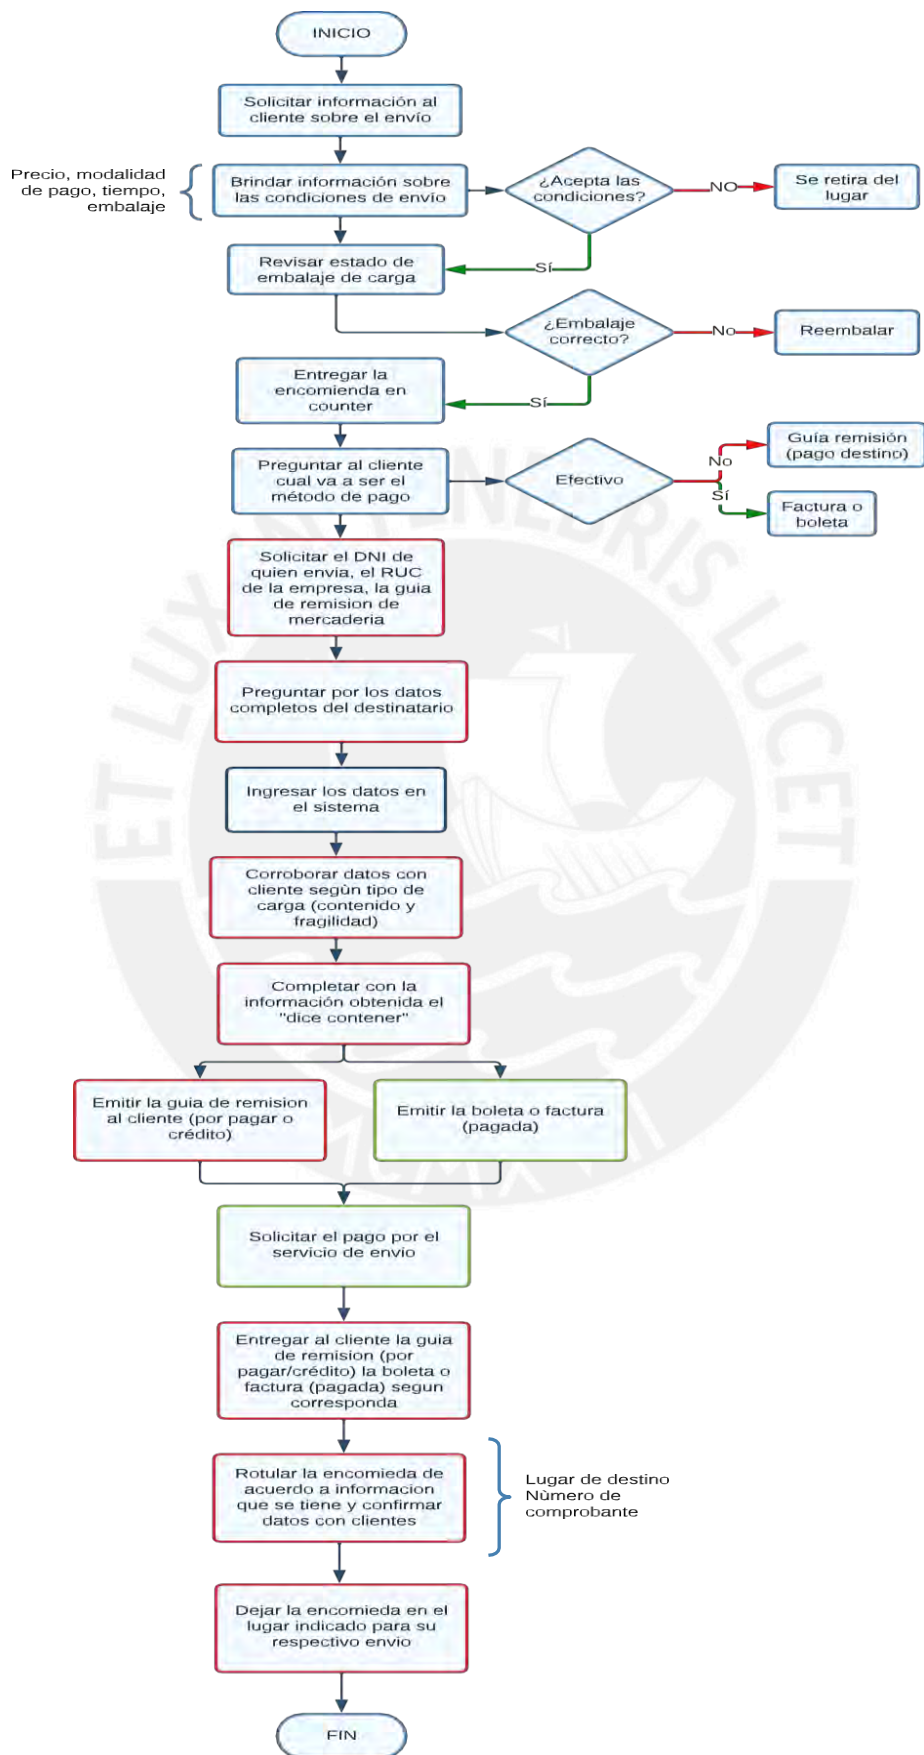 INICIO
Solicitar información al
cliente sobre el envío
Precio, modalidad
de pago, tiempo,
embalaje
Brindar información sobre
las condiciones de envío
¿Acepta las
condiciones?
NO
Se retira del
lugar
Sí
Revisar estado de
embalaje de carga
¿Embalaje
correcto?
No
Reembalar
Sí
Entregar la
encomienda en
counter
Preguntar al cliente
cual va a ser el
método de pago
Efectivo
No
Guía remisión
(pago destino)
Sí
Factura o
boleta
Solicitar el DNI de
quien envia, el RUC
de la empresa, la guia
de remision de
mercaderia
Preguntar por los datos
completos del destinatario
Ingresar los datos en
el sistema
Corroborar datos con
cliente segùn tipo de
carga (contenido y
fragilidad)
Completar con la
información obtenida el
"dice contener"
Emitir la guia de remision
al cliente (por pagar o
crédito)
Emitir la boleta o factura
(pagada)
Solicitar el pago por el
servicio de envio
Entregar al cliente la guia
de remision (por
pagar/crédito) la boleta o
factura (pagada) segun
corresponda
Rotular la encomieda de
acuerdo a informacion
que se tiene y confirmar
datos con clientes
Lugar de destino
Nùmero de
comprobante
Dejar la encomieda en el
lugar indicado para su
respectivo envio
FIN
ET LUX IN TENEBRIS LUCET